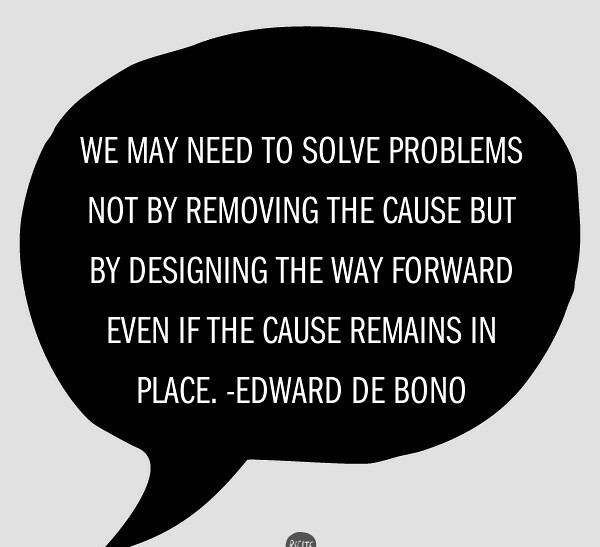 WE MAY NEED TO SOLVE PROBLEMS
NOT BY REMOVING THE CAUSE BUT
BY DESIGNING THE WAY FORWARD
EVEN IF THE CAUSE REMAINS IN
PLACE. -EDWARD DE BONO